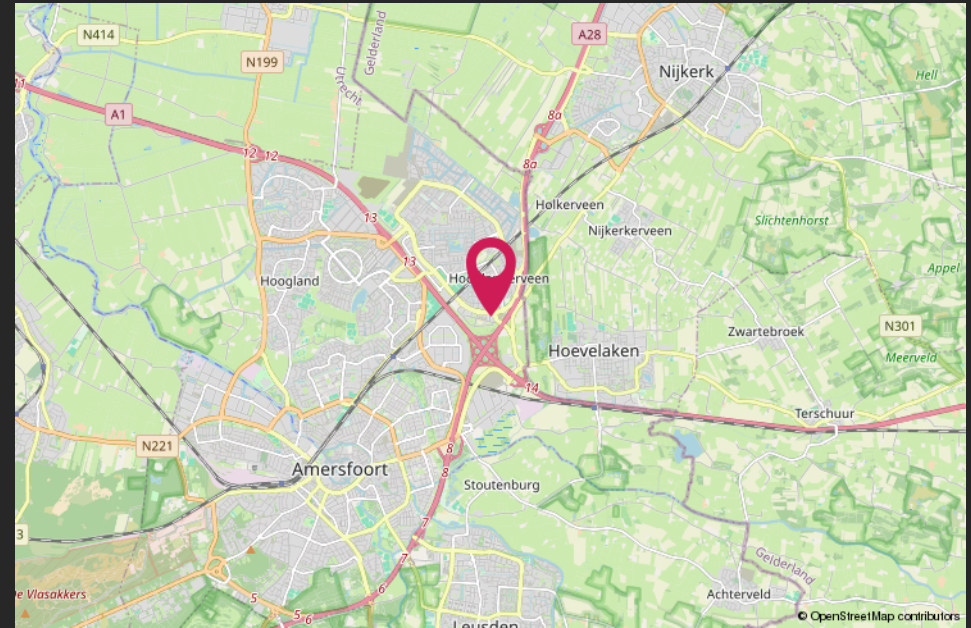 N414
A28
N199
Gelderland
Utrecht
Nijkerk
Hell
11
A1
8a
12
12
8a
Holkerveen
13
Slichtenhorst
Nijkerkerveen
13
Appel
Hoogland
N301
Zwartebroek
Hoevelaken
Meerveld
14
Terschuur
N221
8
Amersfoort
8
Stoutenburg
7
3
7
Gelderland
De Vlasakkers
6
Achterveld
5
5
6
© OpenStreetMap contributors
Leusden